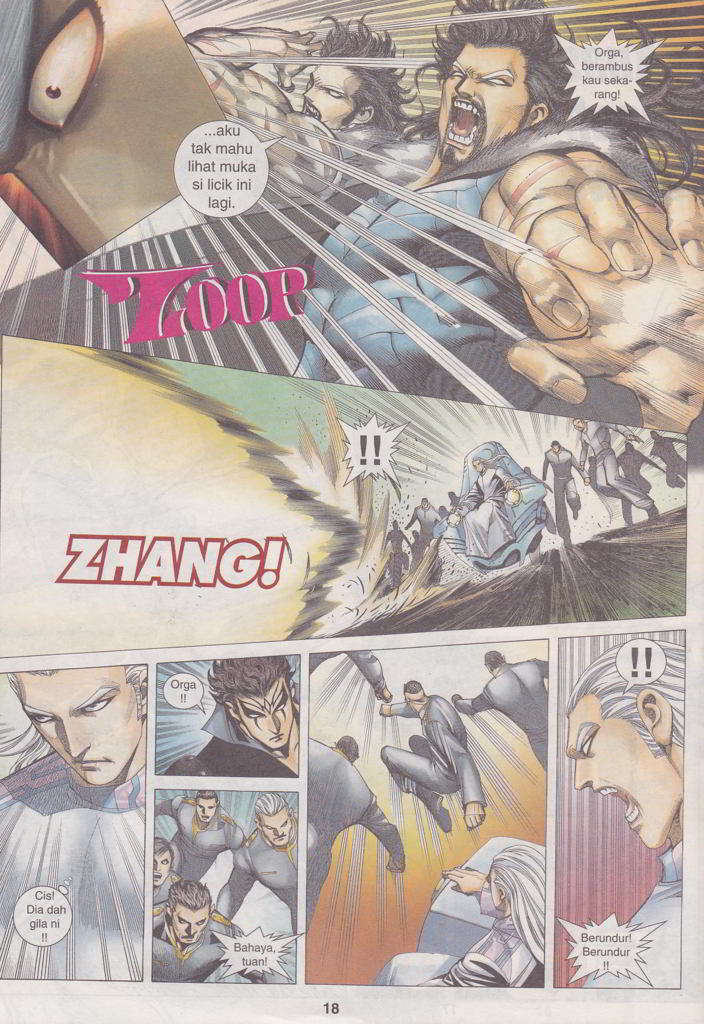 Orga,
berambus
kau seka-
rang!
...aku
tak mahu
lihat muka
si licik ini
lagi.
ZOOP
!!
ZHANG!
Orga
!!
Cis!
Dia dah
gila ni
!!
Bahaya,
tuan!
!!
Berundur!
Berundur
!!
18